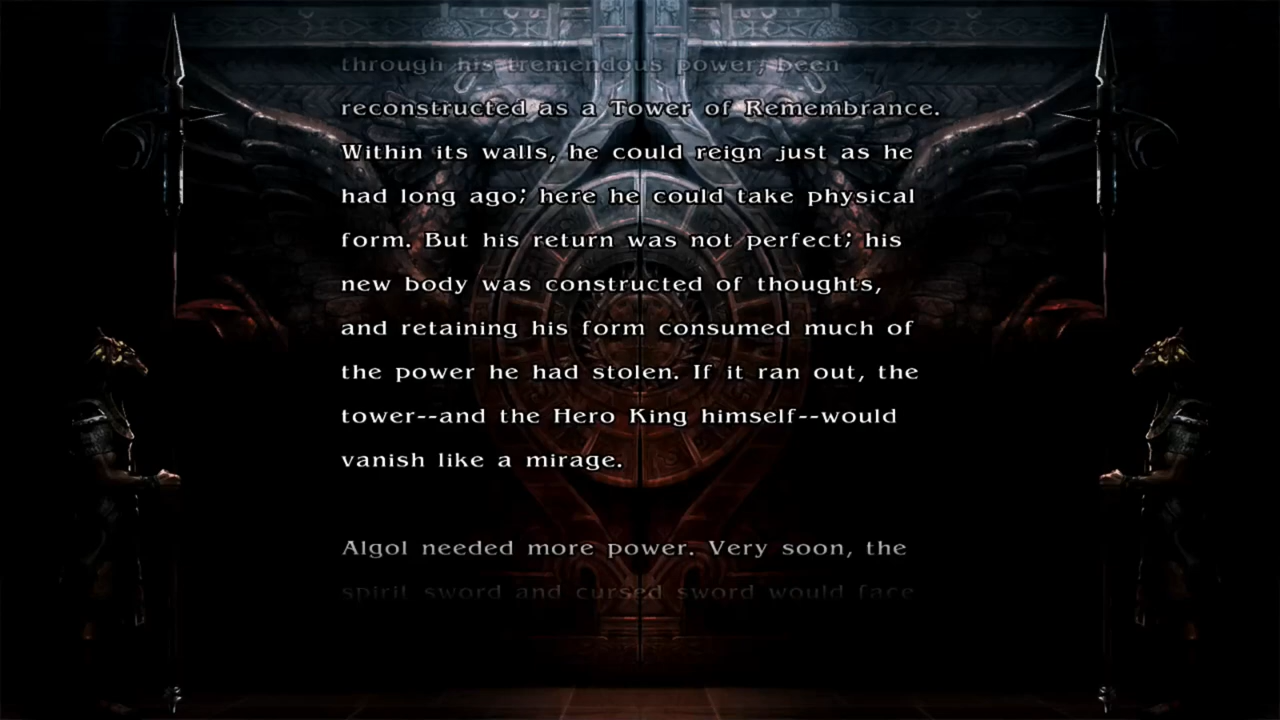 through his tremendous power, been
reconstructed as a Tower of Remembrance.
Within its walls, he could reign just as he
had long ago; here he could take physical
form. But his return was not perfect; his
new body was constructed of thoughts,
and retaining his form consumed much of
the power he had stolen. If it ran out, the
tower--and the Hero King himself--would
vanish like a mirage.
Algol needed more power. Very soon, the
spirit sword and cursed sword would face